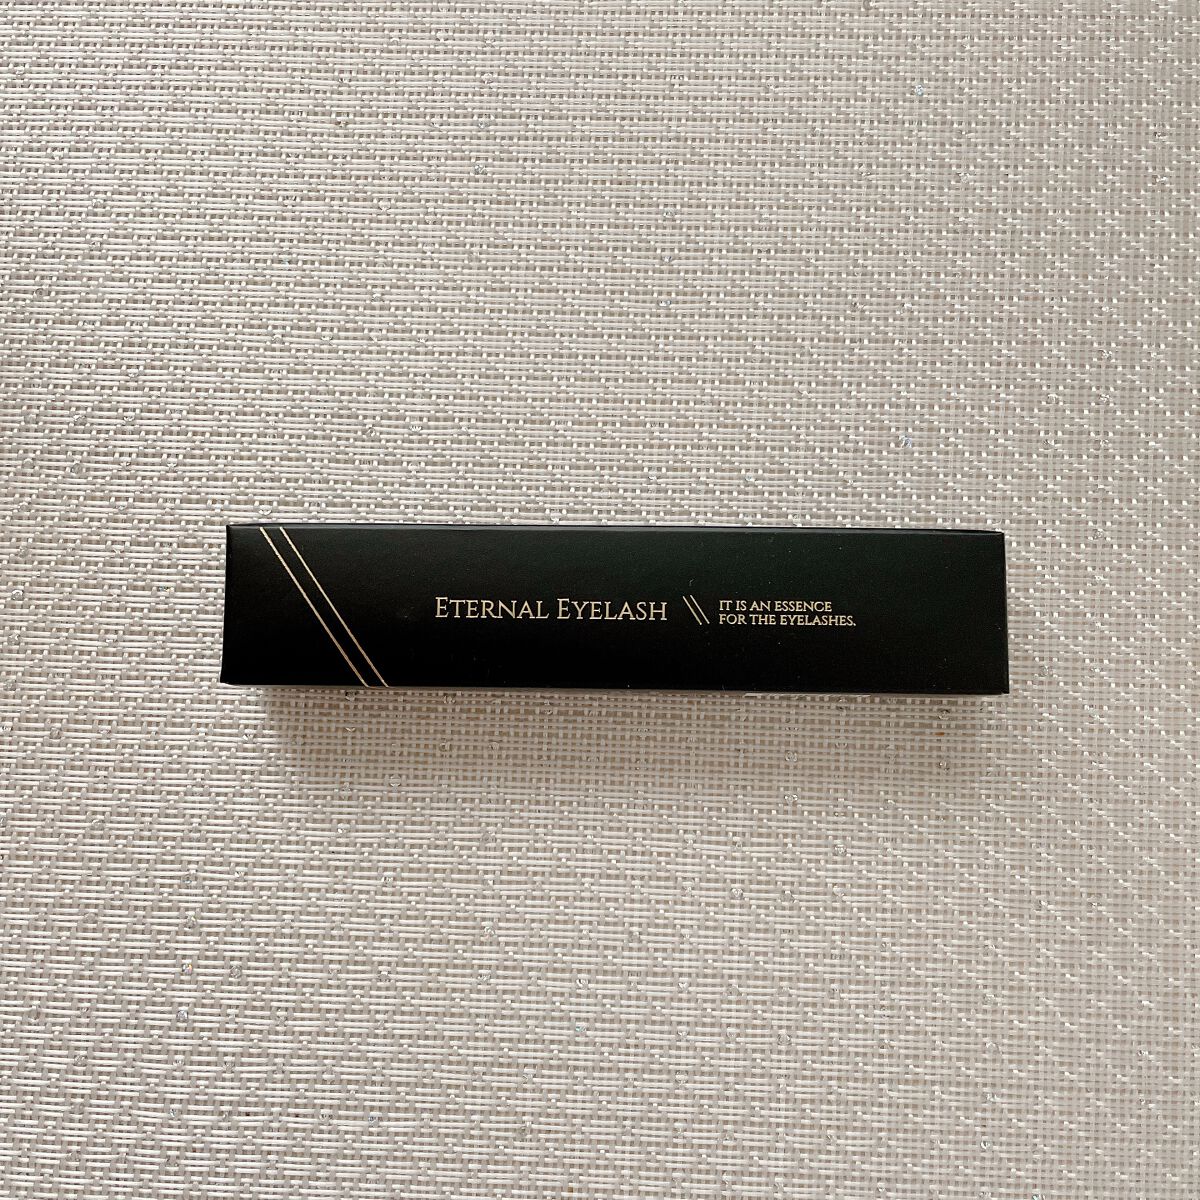 ETERNAL EYELASH
IT IS AN ESSENCE
FOR THE EYELASHES.